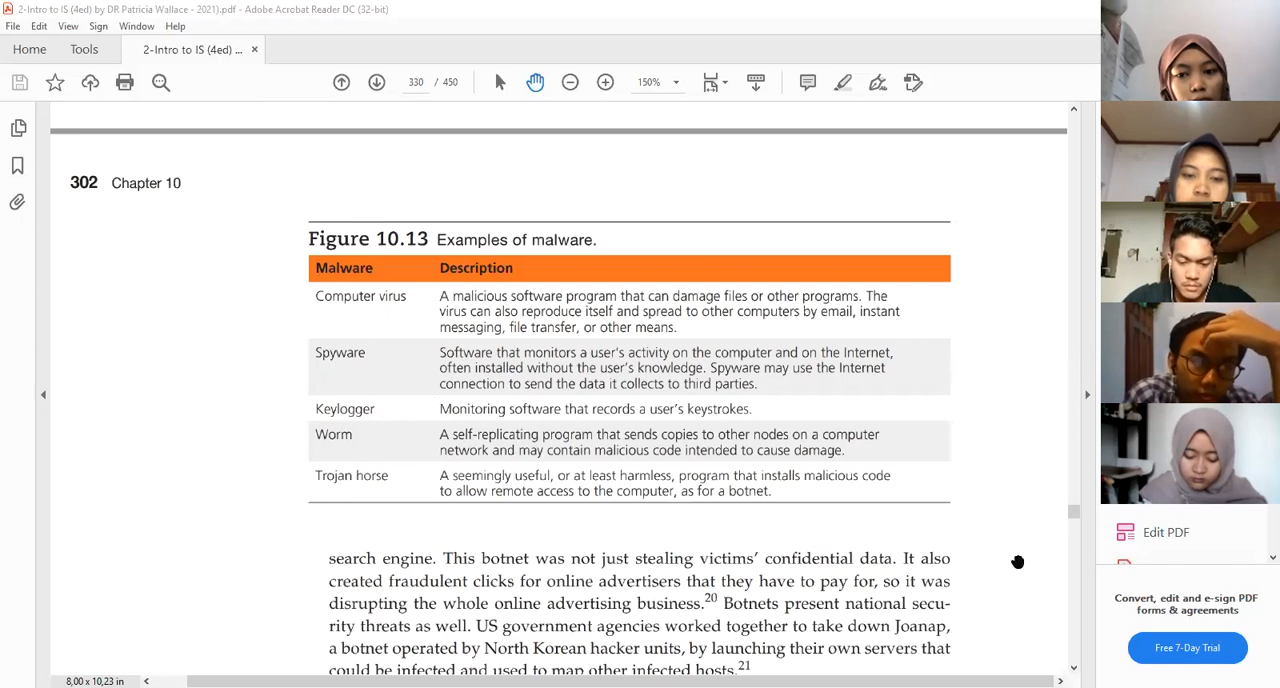 2-Intro to IS (4ed) by DR Patricia Wallace - 2021).pdf - Adobe Acrobat Reader DC (32-bit)
File Edit View Sign Window Help
Home Tools 2-Intro to IS (4ed) ... ×
330 / 450 150%
302 Chapter 10
Figure 10.13 Examples of malware.
Malware Description
Computer virus A malicious software program that can damage files or other programs. The
virus can also reproduce itself and spread to other computers by email, instant
messaging, file transfer, or other means.
Spyware Software that monitors a user's activity on the computer and on the Internet,
often installed without the user's knowledge. Spyware may use the Internet
connection to send the data it collects to third parties.
Keylogger Monitoring software that records a user's keystrokes.
Worm A self-replicating program that sends copies to other nodes on a computer
network and may contain malicious code intended to cause damage.
Trojan horse A seemingly useful, or at least harmless, program that installs malicious code
to allow remote access to the computer, as for a botnet.
search engine. This botnet was not just stealing victims' confidential data. It also
created fraudulent clicks for online advertisers that they have to pay for, so it was
disrupting the whole online advertising business.20 Botnets present national secu-
rity threats as well. US government agencies worked together to take down Joanap,
a botnet operated by North Korean hacker units, by launching their own servers that
could be infected and used to map other infected hosts.21
8,00 x 10,23 in
Edit PDF
Convert, edit and e-sign PDF
forms & agreements
Free 7-Day Trial